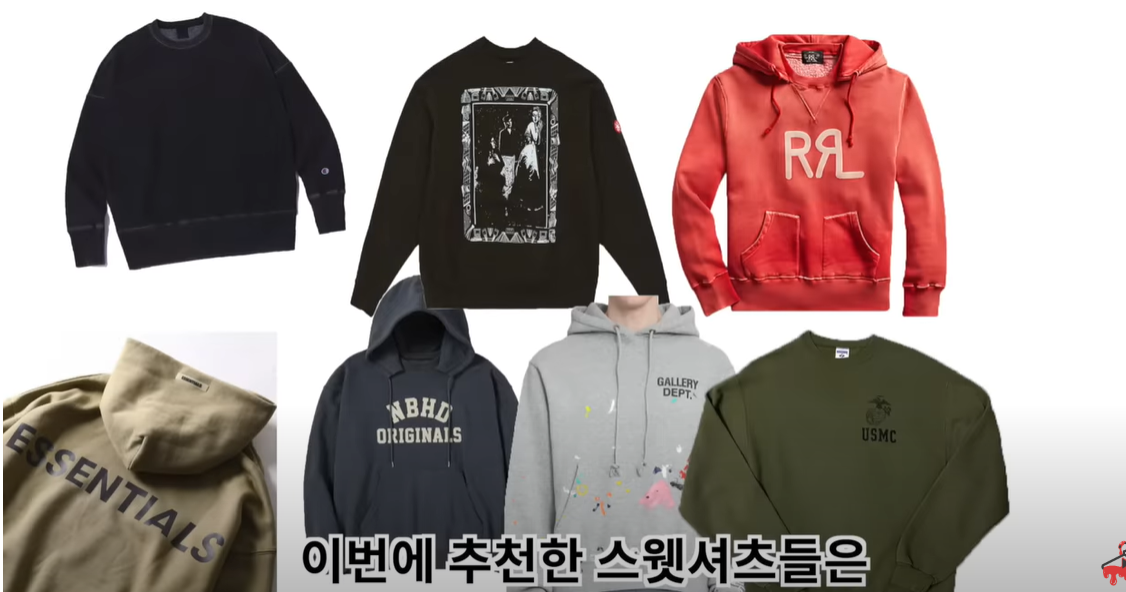 RRL
ESSENTIALS
NBHD
ORIGINALS
GALLERY
DEPT.
USMC
이번에 추천한 스웻셔츠들은